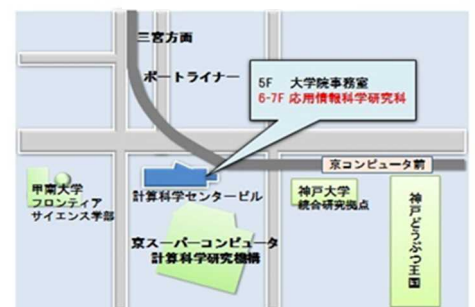 三宮方面
ポートライナー
5F 大学院事務室
6-7F 応用情報科学研究科
京コンピュータ前
甲南大学
フロンティア
サイエンス学部
計算科学センタービル
神戸大学
統合研究拠点
神戸どうぶつ王国
京スーパーコンピュータ
計算科学研究機構